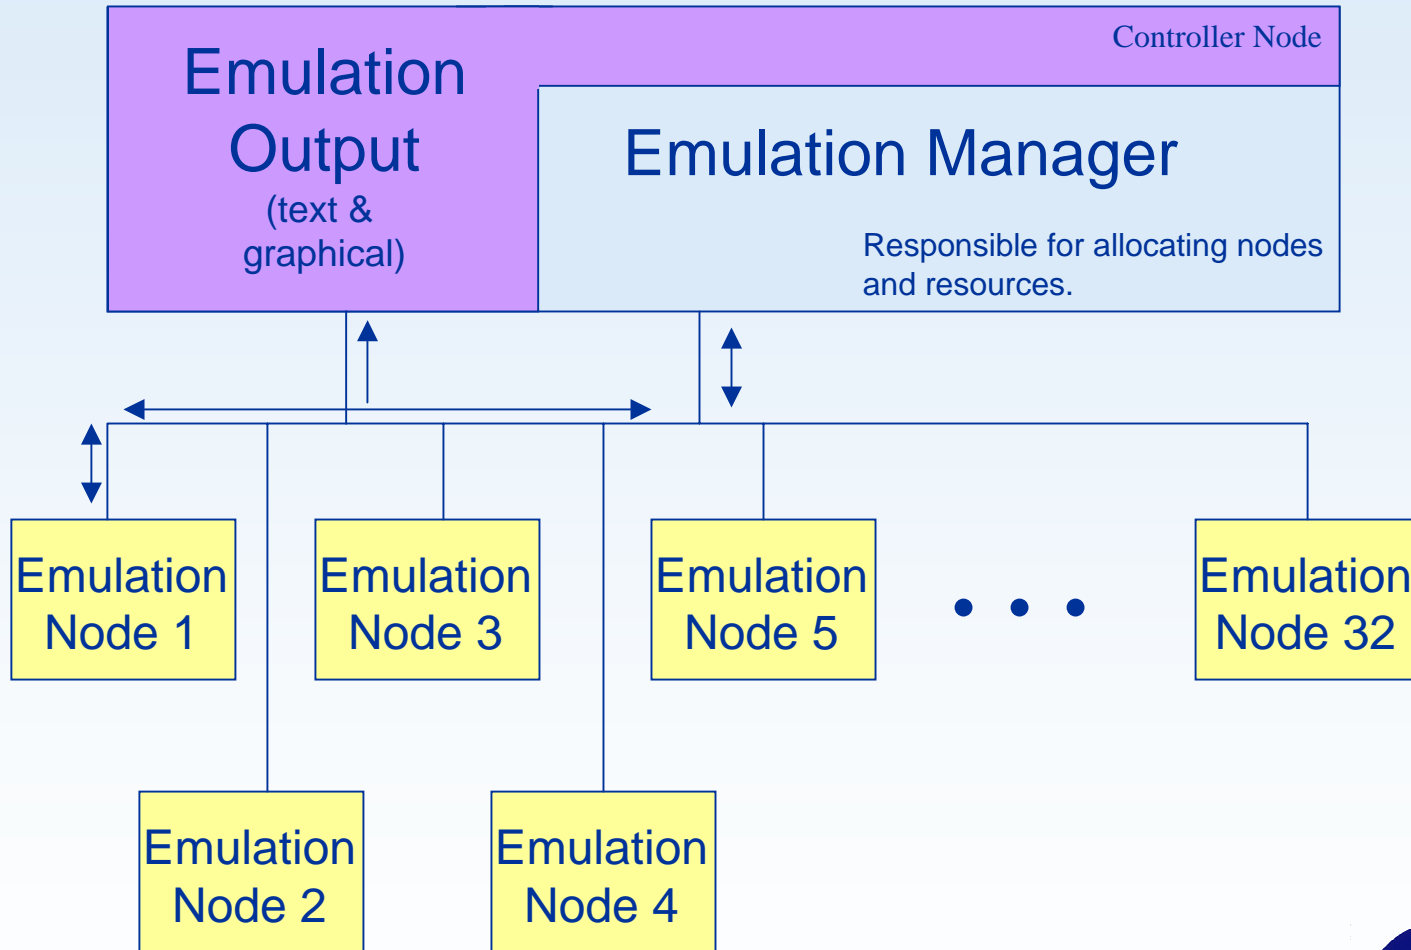 Controller Node
Emulation
Output
(text &
graphical)
Emulation Manager
Responsible for allocating nodes
and resources.
Emulation
Node 1
Emulation
Node 3
Emulation
Node 5
• • •
Emulation
Node 32
Emulation
Node 2
Emulation
Node 4